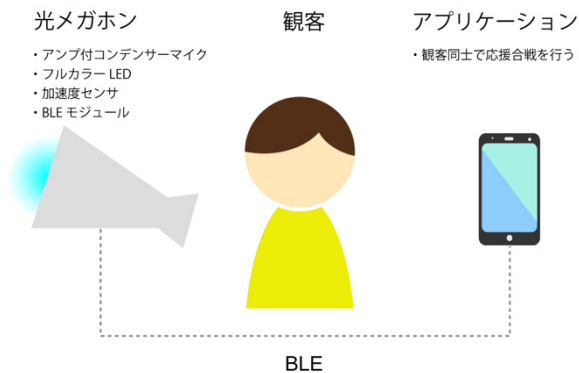 光メガホン
・アンプ付コンデンサーマイク
・フルカラー LED
・加速度センサ
・BLE モジュール
観客
アプリケーション
・観客同士で応援合戦を行う
BLE